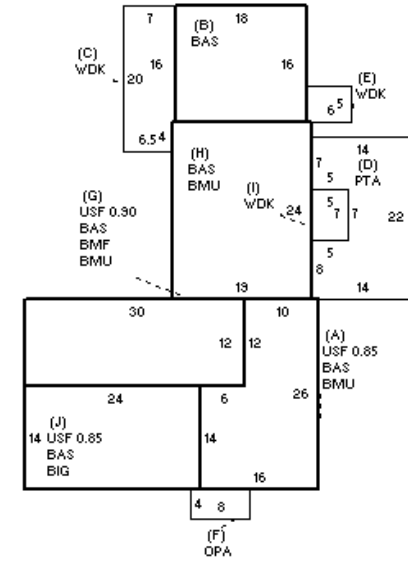 7
18
(B)
BAS
(C)
WDK
16
16
20
(E)
WDK
6 5
6.5 4
14
(H)
BAS
BMU
7
(D)
PTA
5
(I)
WDK
5
7 7
24
22
(G)
USF 0.90
BAS
BMF
BMU
5
8
19
14
30
10
12 12
(A)
USF 0.85
BAS
BMU
24
6
26
(J)
14 USF 0.85
BAS
BIG
14
16
4 8
(F)
OPA